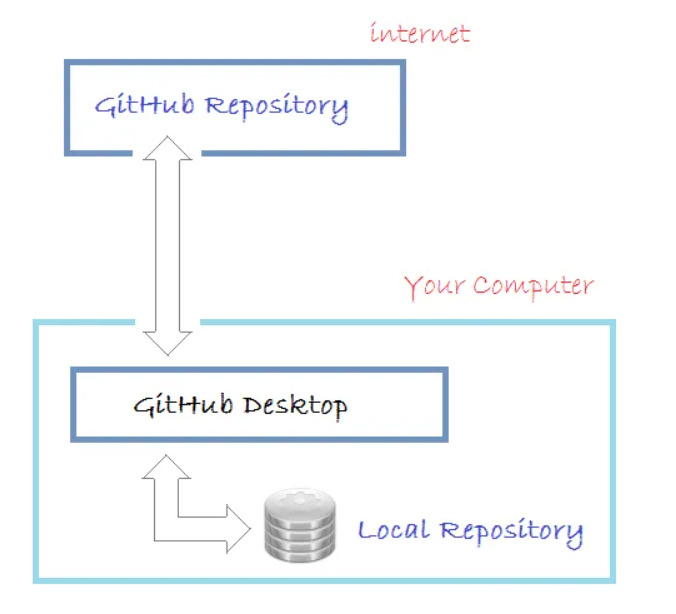 internet
GitHub Repository
Your Computer
GitHub Desktop
Local Repository